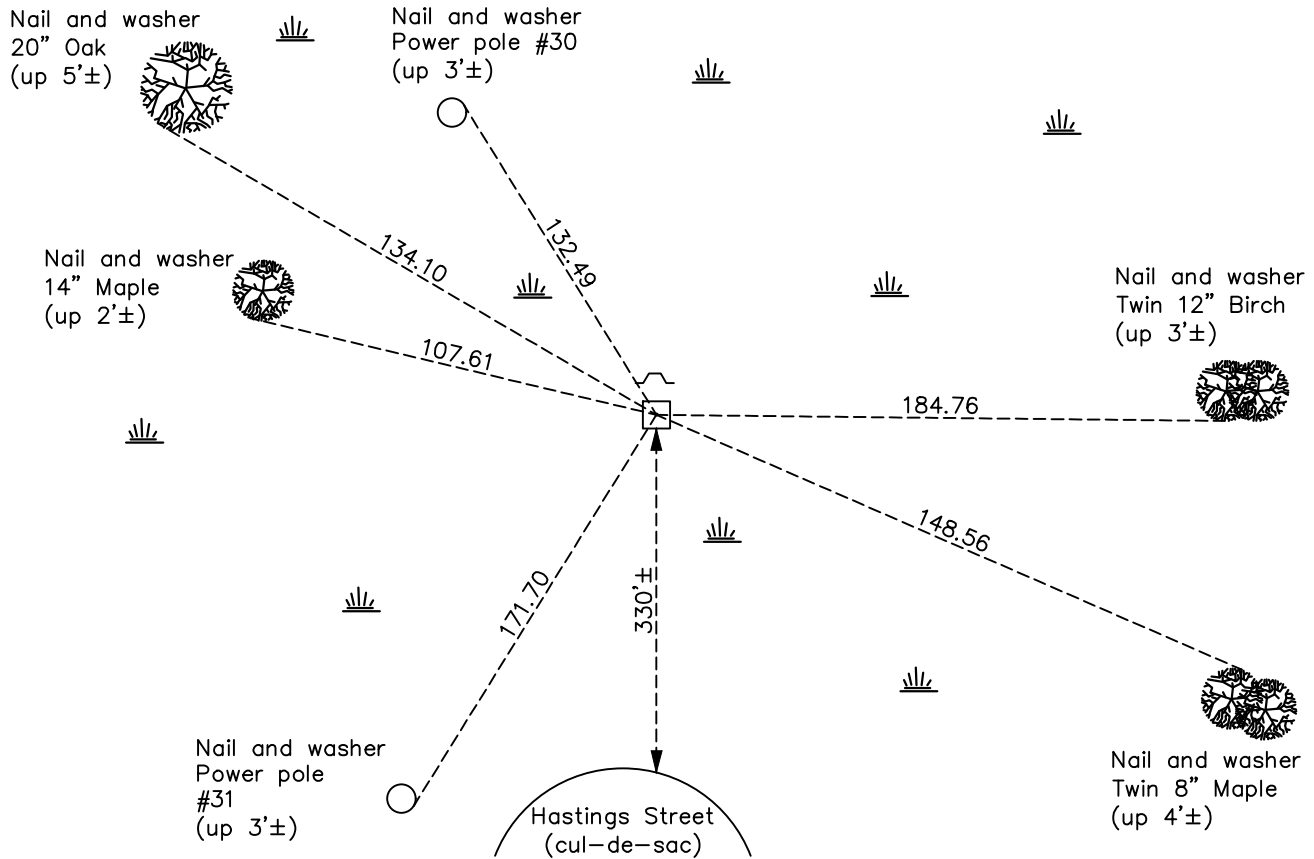 Nail and washer
20" Oak
(up 5'±)
Nail and washer
Power pole #30
(up 3'±)
134.10
132.49
Nail and washer
14" Maple
(up 2'±)
107.61
Nail and washer
Twin 12" Birch
(up 3'±)
184.76
148.56
171.70
330'±
Nail and washer
Power pole
#31
(up 3'±)
Hastings Street
(cul-de-sac)
Nail and washer
Twin 8" Maple
(up 4'±)